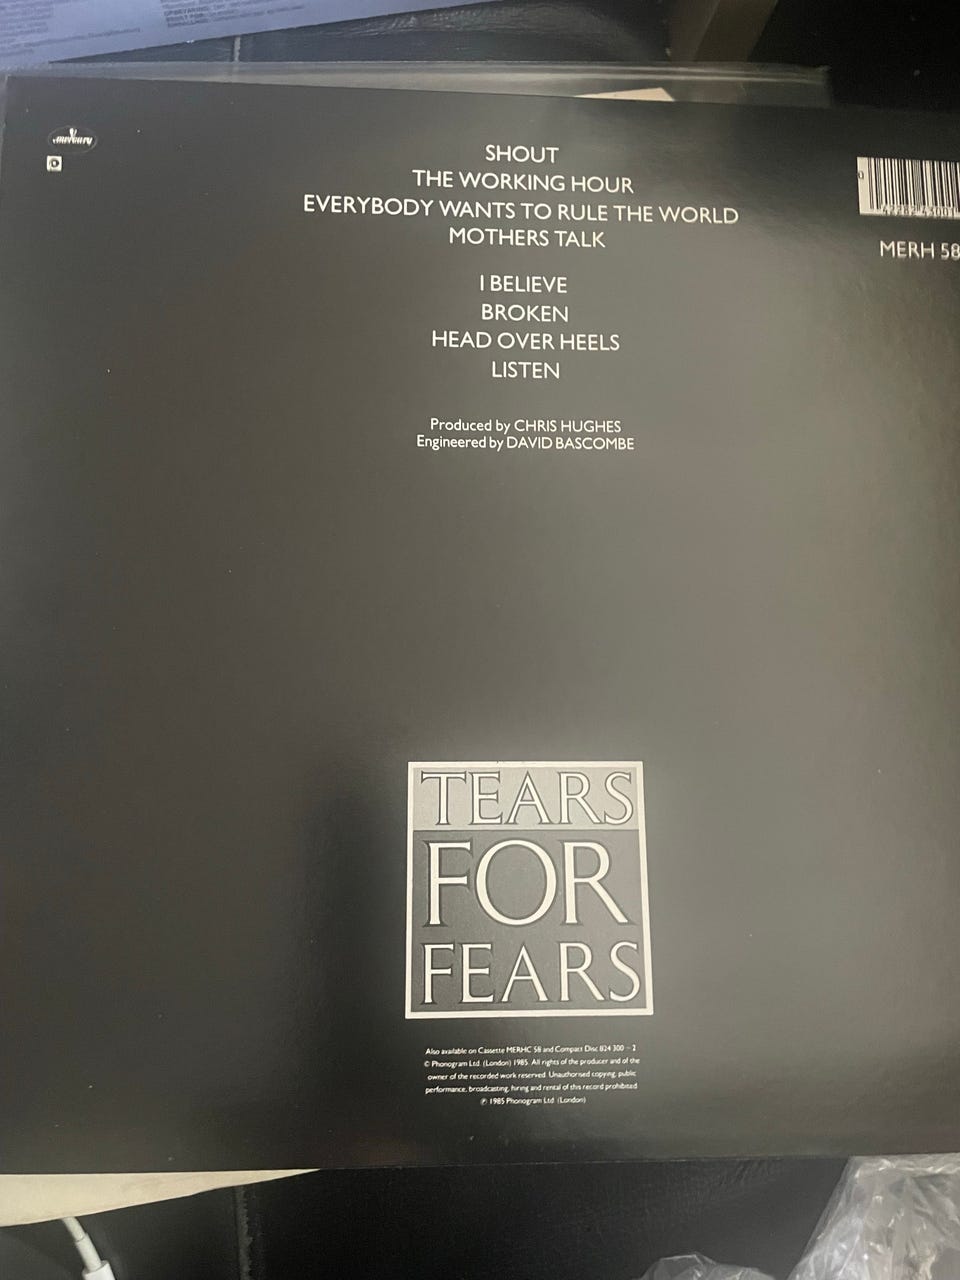 mercury
SHOUT
THE WORKING HOUR
EVERYBODY WANTS TO RULE THE WORLD
MOTHERS TALK
MERH 58
I BELIEVE
BROKEN
HEAD OVER HEELS
LISTEN
Produced by CHRIS HUGHES
Engineered by DAVID BASCOMBE
TEARS
FOR
FEARS
Also available on Cassette MERHC 58 and Compact Disc 824 300 - 2
© Phonogram Ltd. (London) 1985. All rights of the producer and of the
owner of the recorded work reserved. Unauthorised copying, public
performance, broadcasting, hiring and rental of this record prohibited
℗ 1985 Phonogram Ltd. (London)